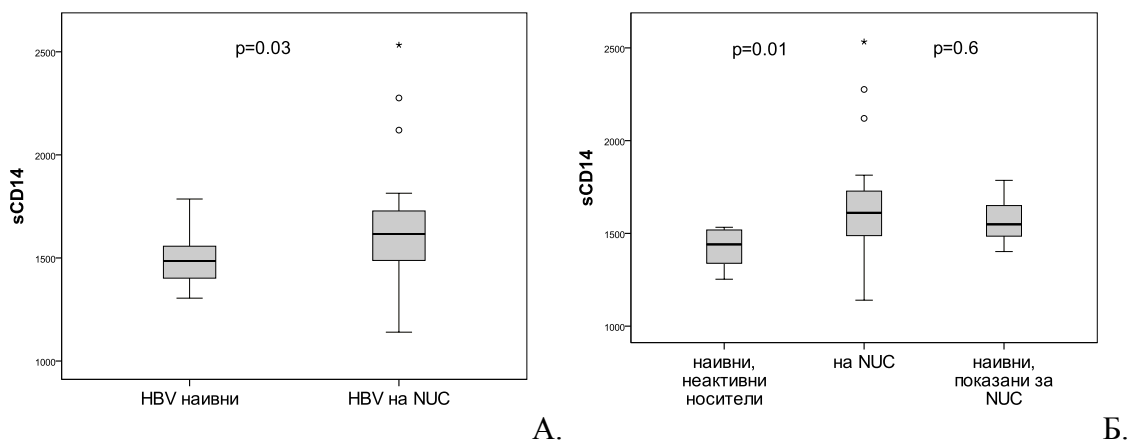 p=0.03
2500
2000
1500
1000
sCD14
HBV наивни
HBV на NUC
А.
p=0.01
p=0.6
2500
2000
1500
1000
sCD14
наивни,
неактивни
носители
на NUC
наивни,
показани за
NUC
Б.